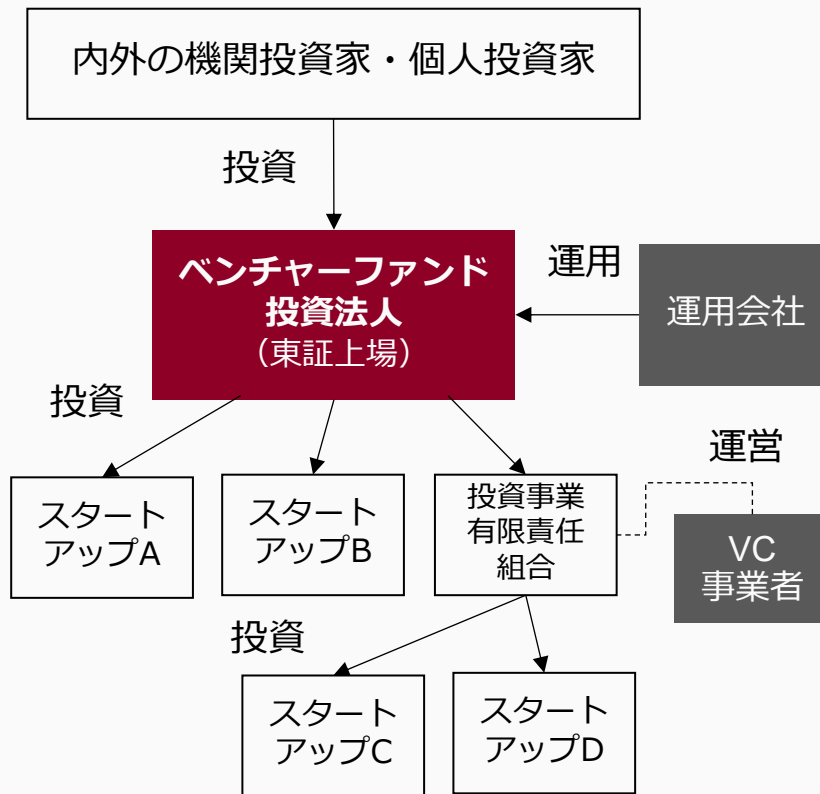 内外の機関投資家・個人投資家
投資
ベンチャーファンド
投資法人
（東証上場）
運用
運用会社
投資
運営
スタート
アップA
スタート
アップB
投資事業
有限責任
組合
VC
事業者
投資
スタート
アップC
スタート
アップD